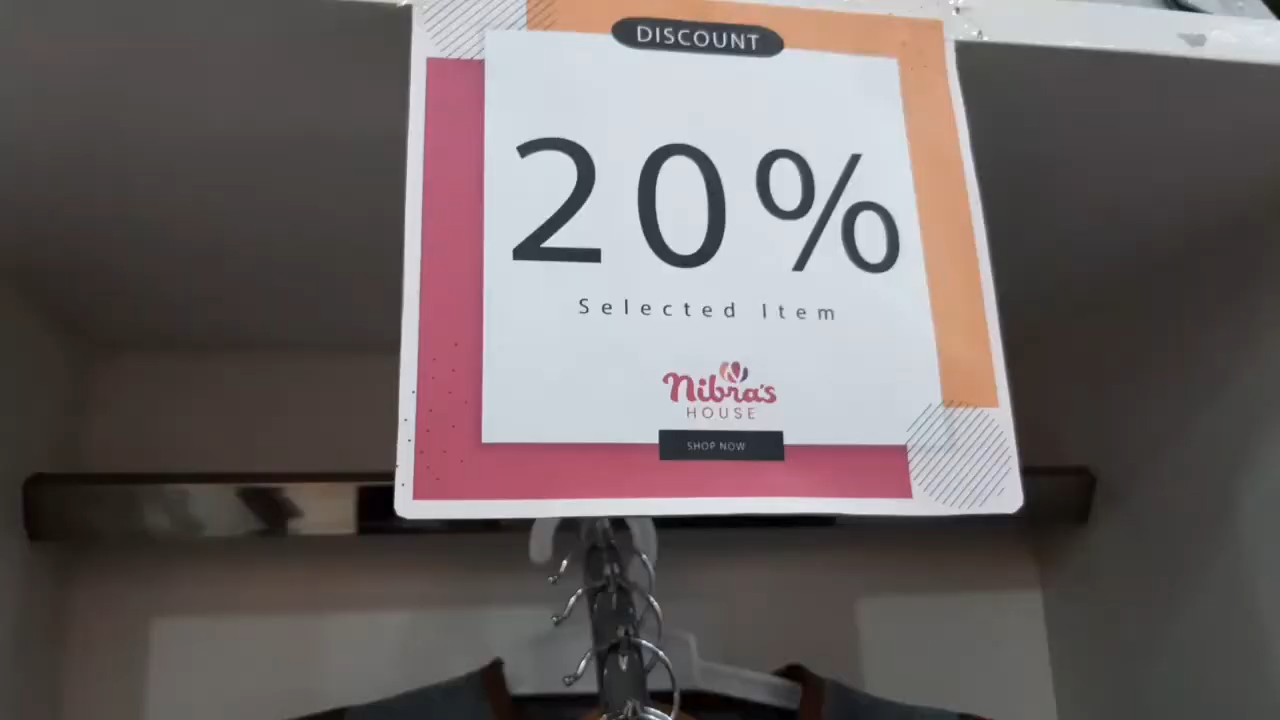 DISCOUNT
20%
Selected Item
Nibra's
HOUSE
SHOP NOW